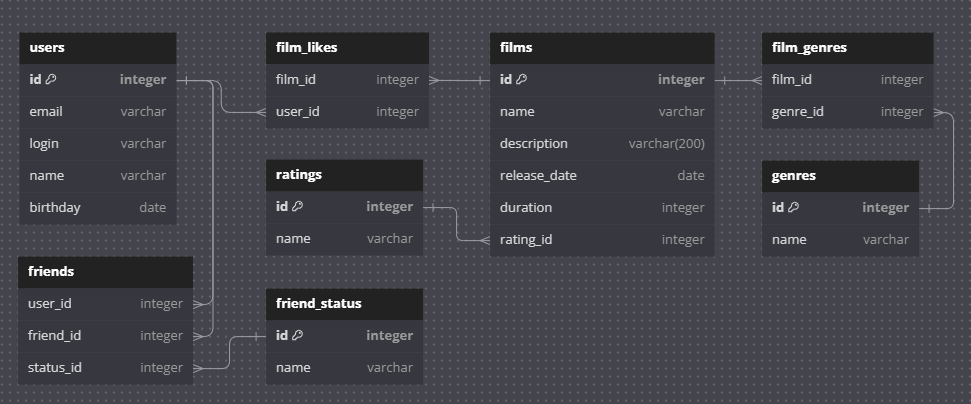 users
id integer
email varchar
login varchar
name varchar
birthday date
film_likes
film_id integer
user_id integer
films
id integer
name varchar
description varchar(200)
release_date date
duration integer
rating_id integer
film_genres
film_id integer
genre_id integer
ratings
id integer
name varchar
genres
id integer
name varchar
friends
user_id integer
friend_id integer
status_id integer
friend_status
id integer
name varchar